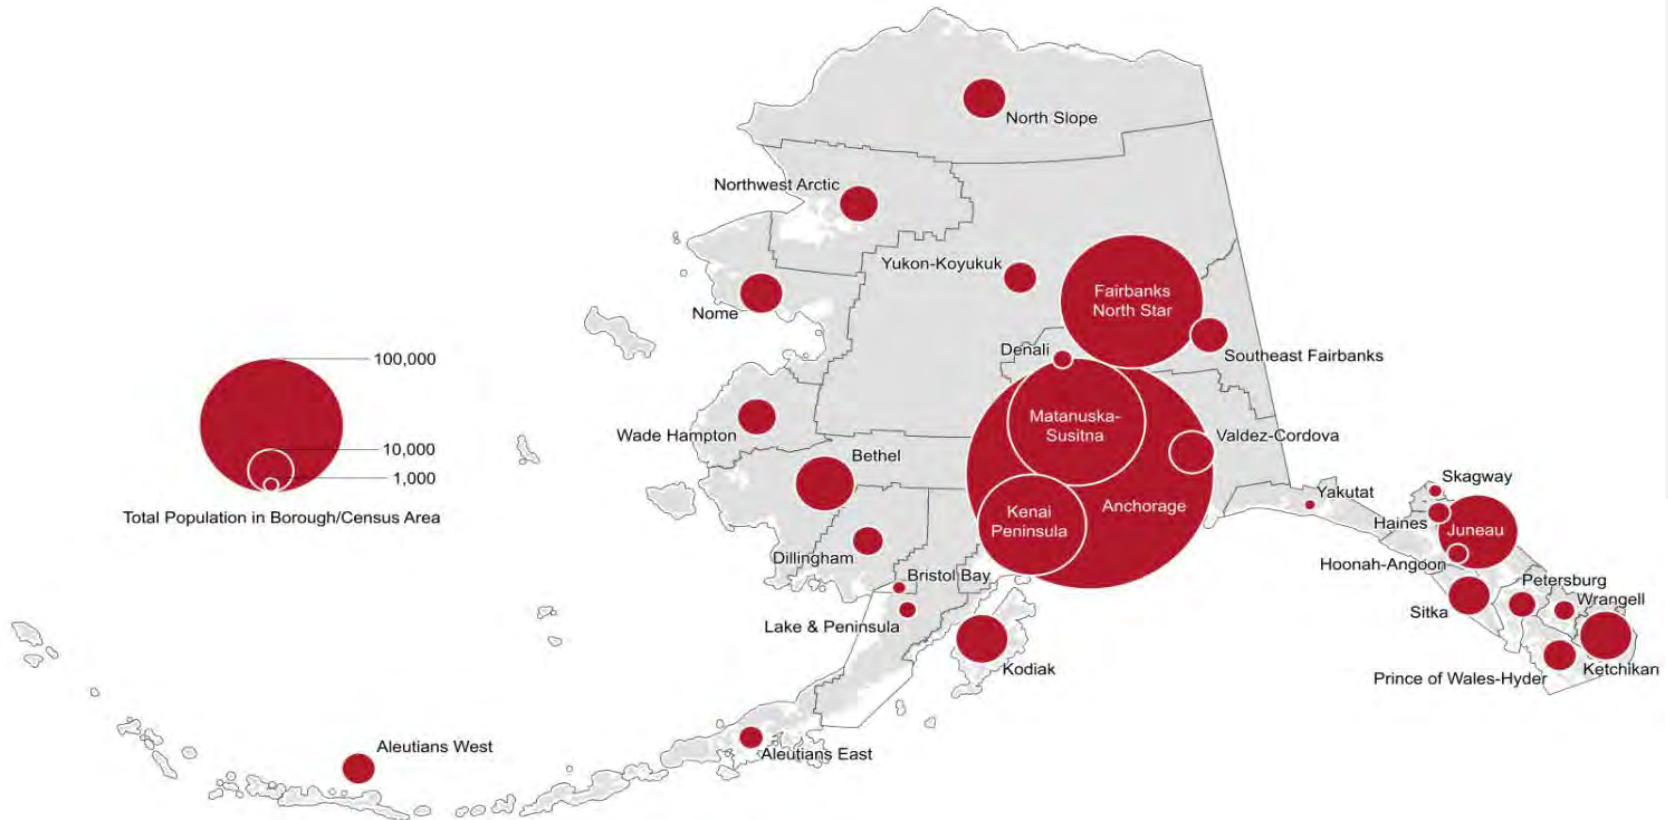 North Slope
Northwest Arctic
Yukon-Koyukuk
Fairbanks
North Star
Nome
Denali
Southeast Fairbanks
100,000
10,000
1,000
Total Population in Borough/Census Area
Matanuska-
Susitna
Wade Hampton
Valdez-Cordova
Bethel
Skagway
Yakutat
Kenai
Peninsula
Anchorage
Haines
Juneau
Dillingham
Hoonah-Angoon
Bristol Bay
Petersburg
Wrangell
Sitka
Lake & Peninsula
Kodiak
Ketchikan
Prince of Wales-Hyder
Aleutians West
Aleutians East